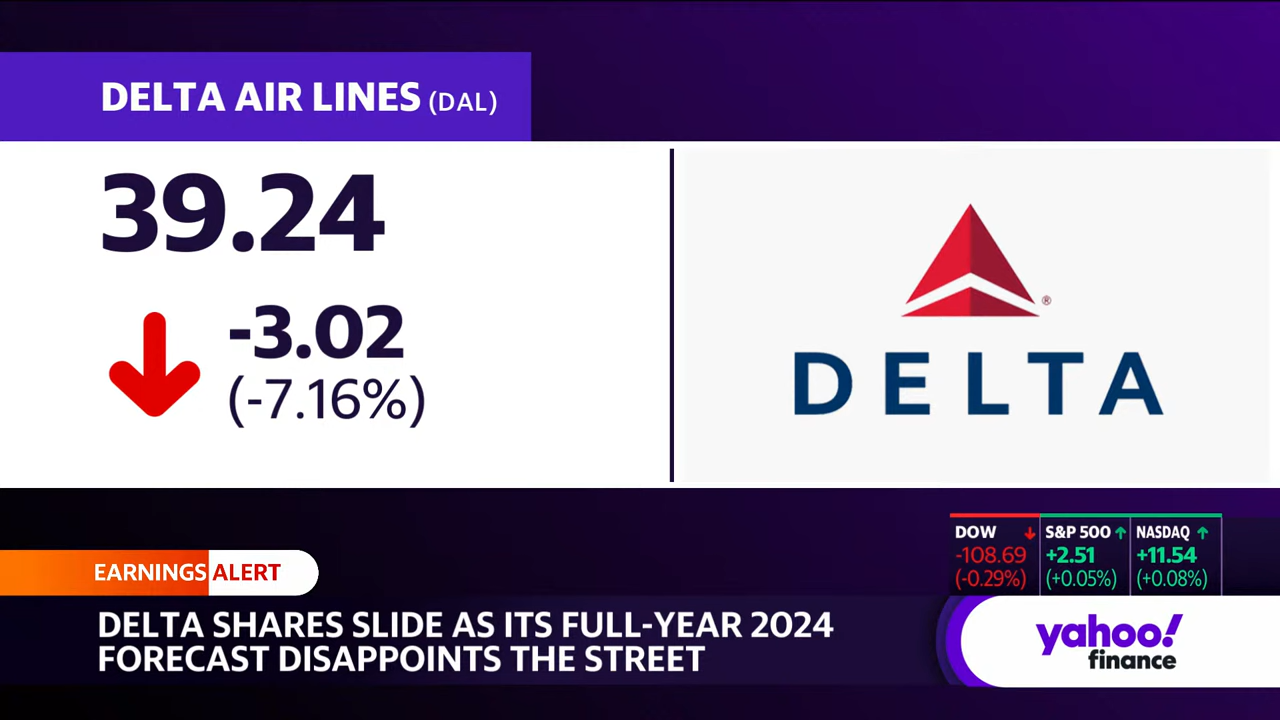 DELTA AIR LINES (DAL)
39.24
-3.02
(-7.16%)
®
DELTA
DOW
-108.69
(-0.29%)
S&P 500
+2.51
(+0.05%)
NASDAQ
+11.54
(+0.08%)
EARNINGS ALERT
DELTA SHARES SLIDE AS ITS FULL-YEAR 2024
FORECAST DISAPPOINTS THE STREET
yahoo!
finance